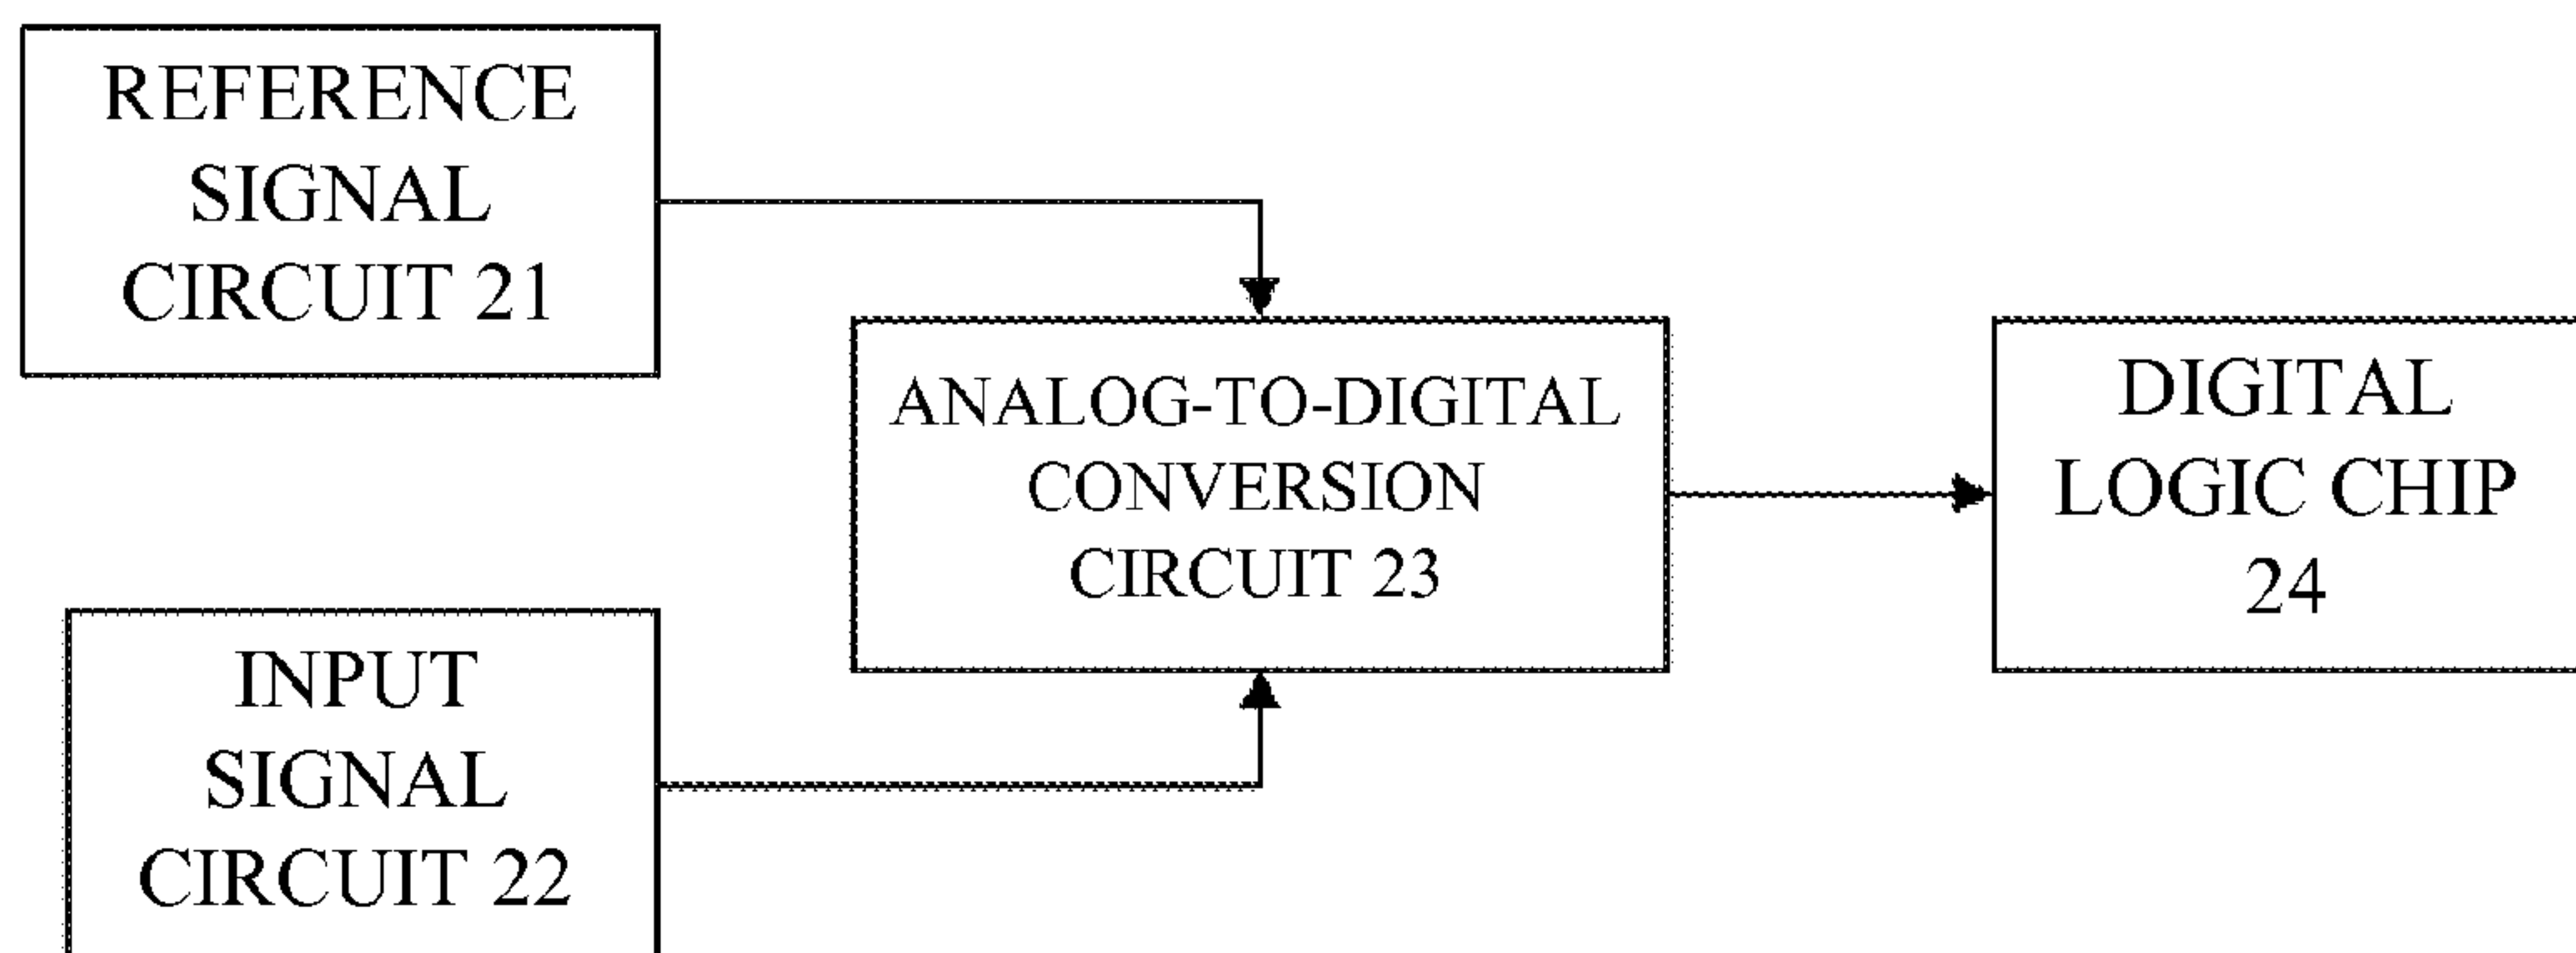 REFERENCE
SIGNAL
CIRCUIT 21
ANALOG-TO-DIGITAL
CONVERSION
CIRCUIT 23
DIGITAL
LOGIC CHIP
24
INPUT
SIGNAL
CIRCUIT 22